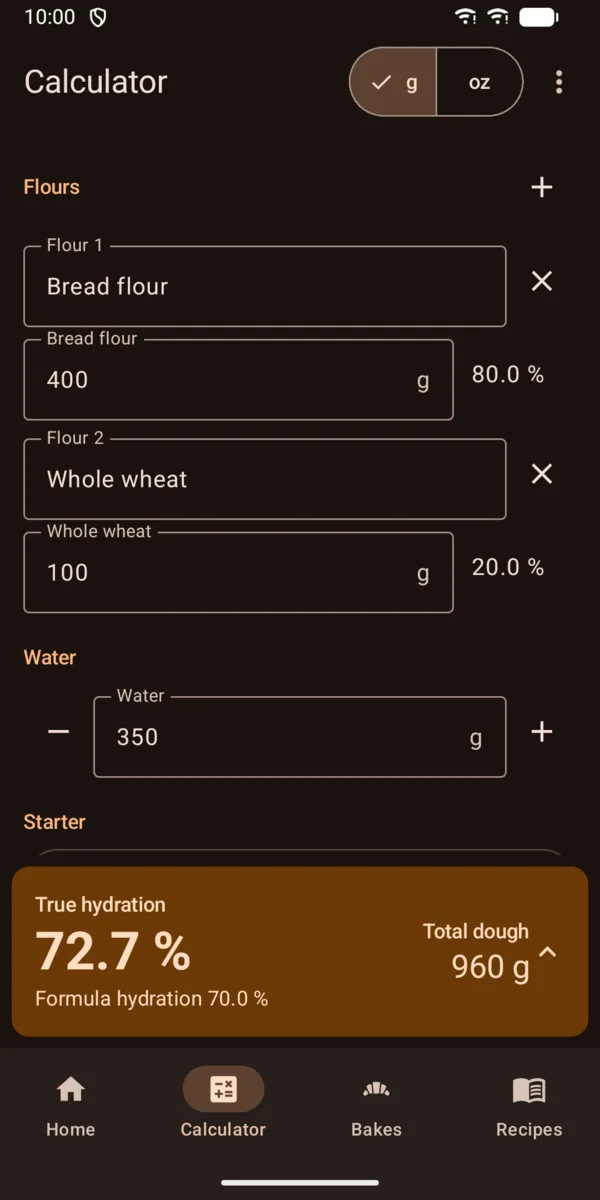 10:00
Calculator
g
oz
Flours
Flour 1
Bread flour
Bread flour
400
g
80.0 %
Flour 2
Whole wheat
Whole wheat
100
g
20.0 %
Water
Water
350
g
Starter
True hydration
72.7 %
Formula hydration 70.0 %
Total dough
960 g
Home
Calculator
Bakes
Recipes